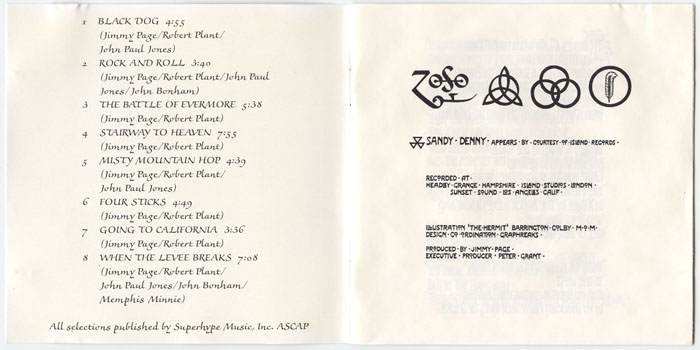 1 BLACK DOG 4:55
(Jimmy Page/Robert Plant/
John Paul Jones)
2 ROCK AND ROLL 3:40
(Jimmy Page/Robert Plant/John Paul
Jones/John Bonham)
3 THE BATTLE OF EVERMORE 5:38
(Jimmy Page/Robert Plant)
4 STAIRWAY TO HEAVEN 7:55
(Jimmy Page/Robert Plant)
5 MISTY MOUNTAIN HOP 4:39
(Jimmy Page/Robert Plant/
John Paul Jones)
6 FOUR STICKS 4:49
(Jimmy Page/Robert Plant)
7 GOING TO CALIFORNIA 3:36
(Jimmy Page/Robert Plant)
8 WHEN THE LEVEE BREAKS 7:08
(Jimmy Page/Robert Plant/
John Paul Jones/John Bonham/
Memphis Minnie)
All selections published by Superhype Music, Inc. ASCAP
SANDY · DENNY · APPEARS · BY · COURTESY · OF · ISLAND · RECORDS ·
RECORDED · AT ·
HEADLY · GRANGE · HAMPSHIRE · ISLAND · STUDIOS · LONDON ·
SUNSET · SOUND · LOS · ANGELES · CALIF ·
ILLUSTRATION 'THE · HERMIT' BARRINGTON · COLBY · M · O · M ·
DESIGN · CO · ORDINATION · GRAPHREAKS ·
PRODUCED · BY · JIMMY · PAGE ·
EXECUTIVE · PRODUCER · PETER · GRANT ·